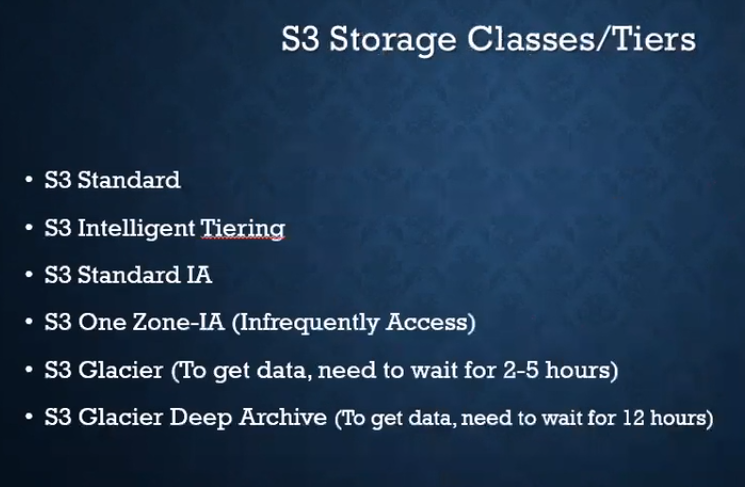 S3 Storage Classes/Tiers
• S3 Standard
• S3 Intelligent Tiering
• S3 Standard IA
• S3 One Zone-IA (Infrequently Access)
• S3 Glacier (To get data, need to wait for 2-5 hours)
• S3 Glacier Deep Archive (To get data, need to wait for 12 hours)